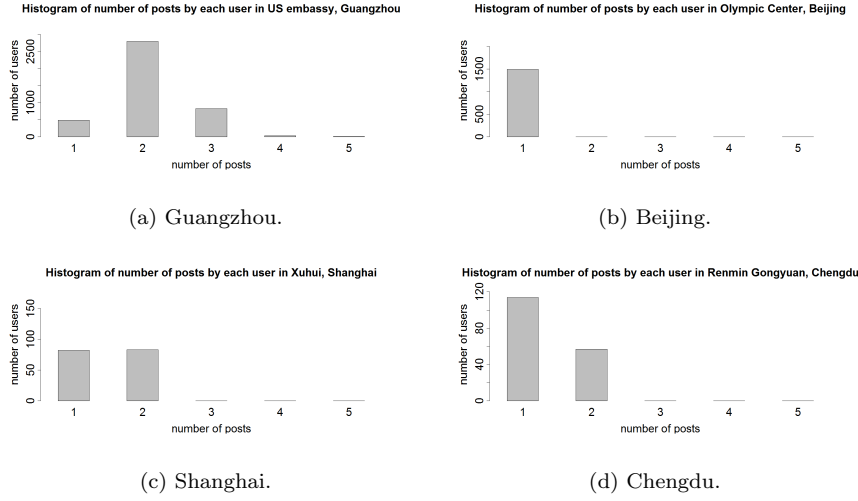 Histogram of number of posts by each user in US embassy, Guangzhou
number of users
2500
1000
0
1 2 3 4 5
number of posts
(a) Guangzhou.
Histogram of number of posts by each user in Olympic Center, Beijing
number of users
1500
500
0
1 2 3 4 5
number of posts
(b) Beijing.
Histogram of number of posts by each user in Xuhui, Shanghai
number of users
150
100
50
0
1 2 3 4 5
number of posts
(c) Shanghai.
Histogram of number of posts by each user in Renmin Gongyuan, Chengdu
number of users
120
80
40
0
1 2 3 4 5
number of posts
(d) Chengdu.